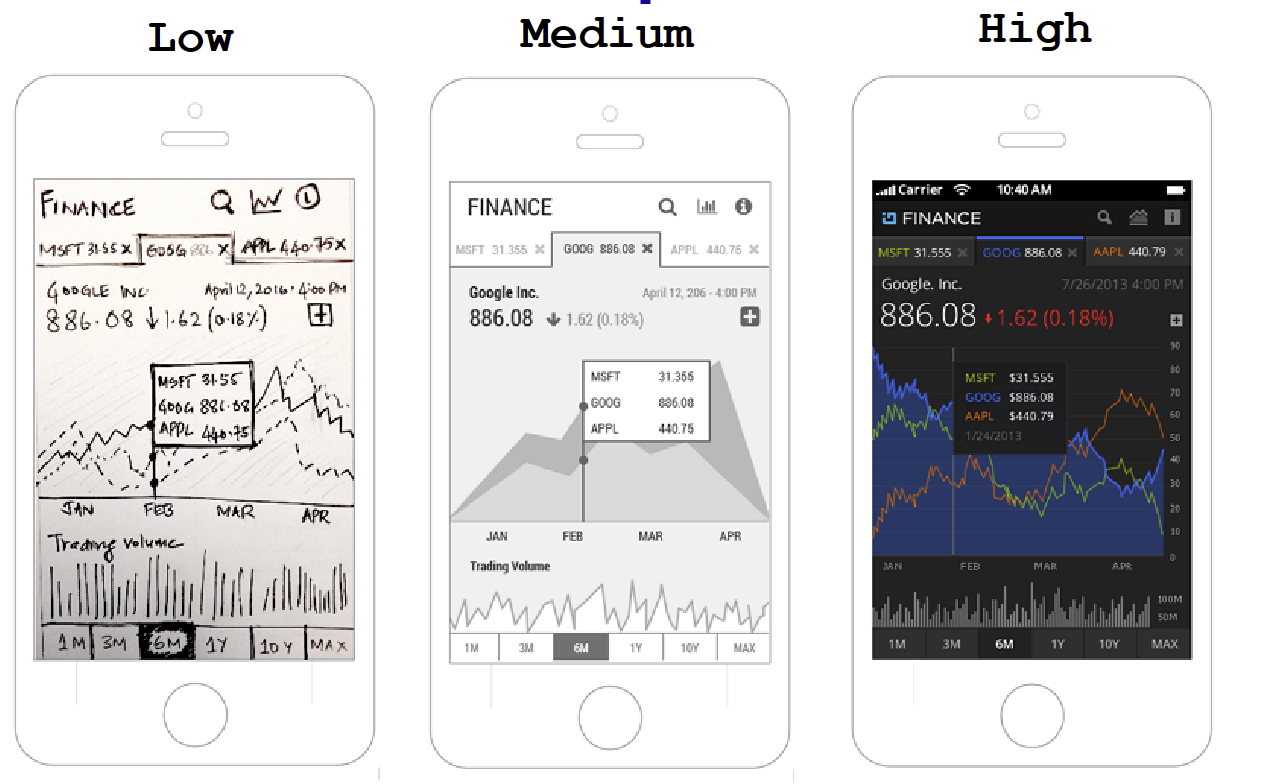 Low
Medium
High
FINANCE
MSFT 31.55 X
GOOG 886. X
APPL 440.75 X
GOOGLE INC.
April 12, 2016 · 4:00 PM
886.08 ↓ 1.62 (0.18%)
MSFT 31.55
GOOG 886.08
APPL 440.75
JAN FEB MAR APR
Trading volume
1M 3M 6M 1Y 10Y MAX
FINANCE
MSFT 31.355
GOOG 886.08
APPL 440.75
Google Inc.
April 12, 206 - 4:00 PM
886.08 1.62 (0.18%)
MSFT 31.355
GOOG 886.08
APPL 440.75
JAN FEB MAR APR
Trading Volume
1M 3M 6M 1Y 10Y MAX
Carrier 10:40 AM
FINANCE
MSFT 31.555
GOOG 886.08
AAPL 440.79
Google. Inc.
7/26/2013 4:00 PM
886.08 1.62 (0.18%)
90
80
70
60
50
40
30
20
10
0
MSFT $31.555
GOOG $886.08
AAPL $440.79
1/24/2013
JAN FEB MAR APR
100M
50M
1M 3M 6M 1Y 10Y MAX